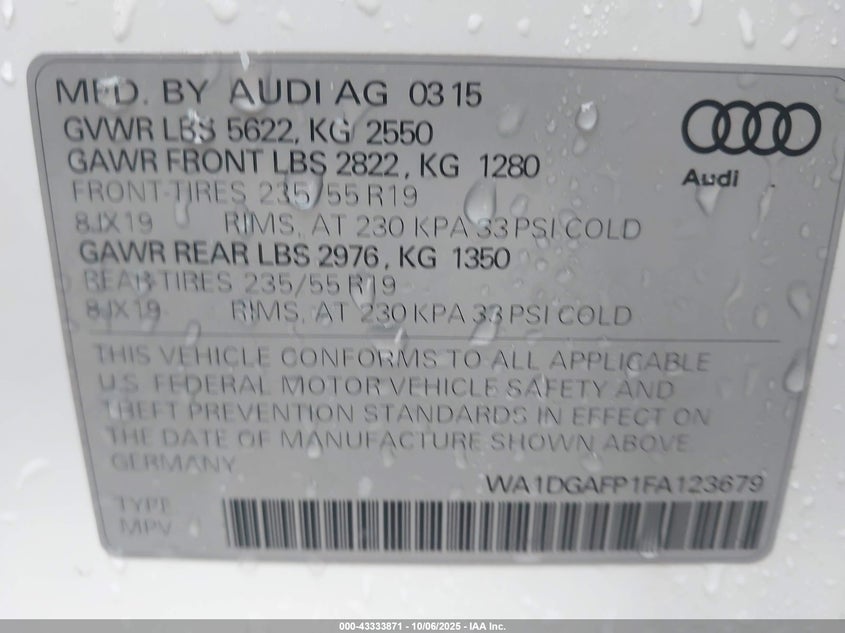 MFD. BY AUDI AG 03 15
GVWR LBS 5622, KG 2550
GAWR FRONT LBS 2822, KG 1280
FRONT-TIRES 235/55 R19
8JX19 RIMS, AT 230 KPA 33 PSI COLD
GAWR REAR LBS 2976, KG 1350
REAR-TIRES 235/55 R19
8JX19 RIMS, AT 230 KPA 33 PSI COLD
Audi
THIS VEHICLE CONFORMS TO ALL APPLICABLE
U.S. FEDERAL MOTOR VEHICLE SAFETY AND
THEFT PREVENTION STANDARDS IN EFFECT ON
THE DATE OF MANUFACTURE SHOWN ABOVE.
GERMANY
WA1DGAFP1FA123679
TYPE
MPV
000-43333871 - 10/06/2025 - IAA Inc.